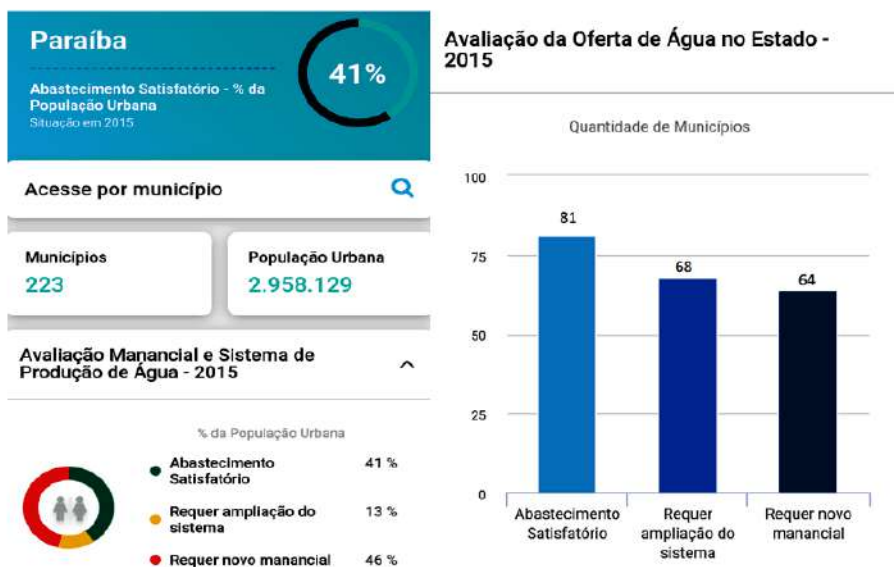 Paraíba
41%
Abastecimento Satisfatório - % da
População Urbana
Situação em 2015
Acesse por município
Municípios
223
População Urbana
2.958.129
Avaliação Manancial e Sistema de
Produção de Água - 2015
% da População Urbana
Abastecimento
Satisfatório
41 %
Requer ampliação do
sistema
13 %
Requer novo manancial
46 %
Avaliação da Oferta de Água no Estado -
2015
Quantidade de Municípios
100
75
50
25
0
81
68
64
Abastecimento
Satisfatório
Requer
ampliação do
sistema
Requer novo
manancial